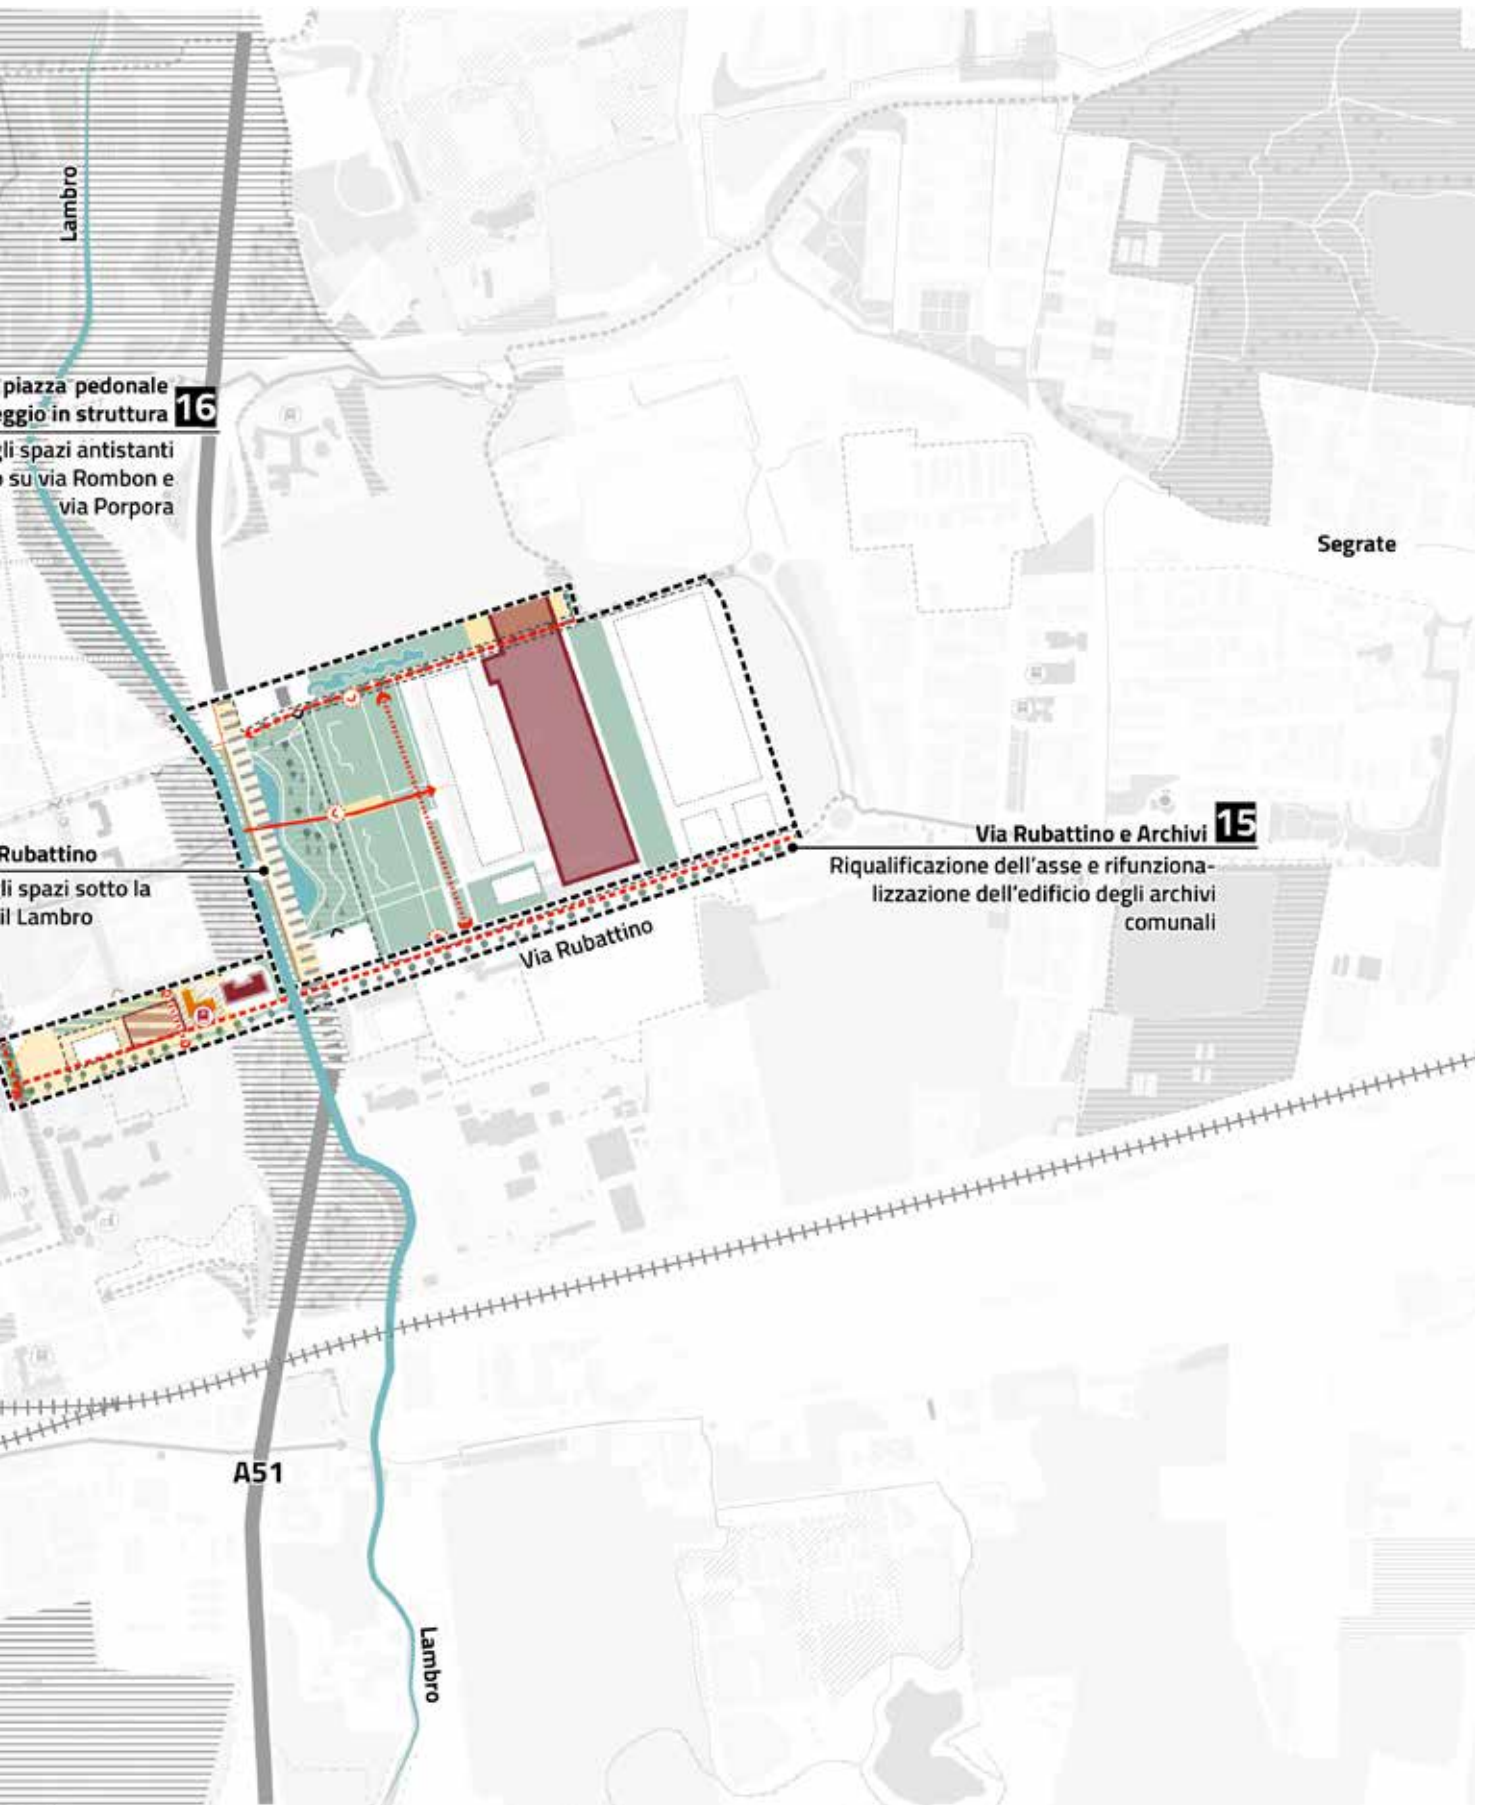 Lambro
piazza pedonale
eggio in struttura
16
gli spazi antistanti
o su via Rombon e
via Porpora
Segrate
Rubattino
li spazi sotto la
il Lambro
Via Rubattino e Archivi
15
Riqualificazione dell'asse e rifunziona-
lizzazione dell'edificio degli archivi
comunali
Via Rubattino
A51
Lambro